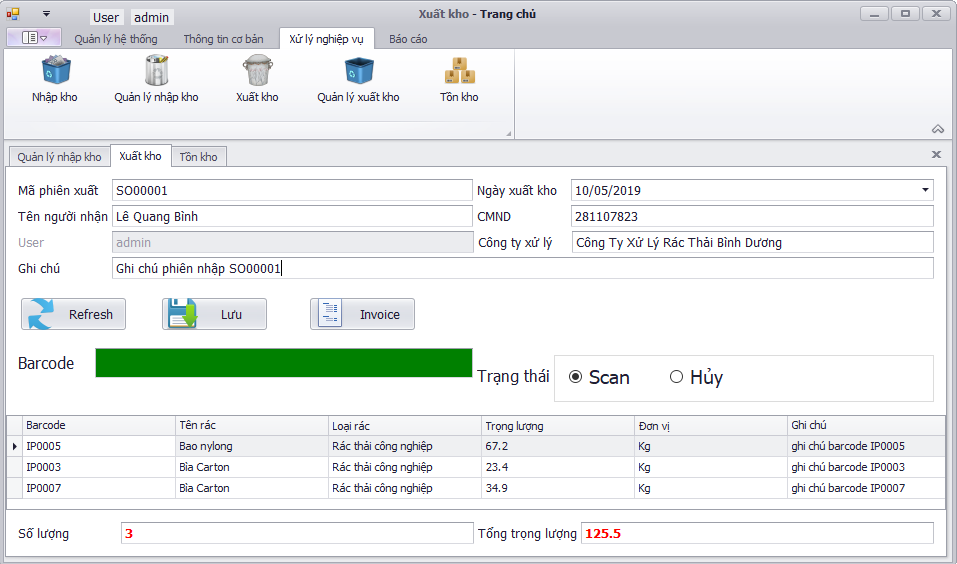 Xuất kho - Trang chủ
User admin
Quản lý hệ thống Thông tin cơ bản Xử lý nghiệp vụ Báo cáo
Nhập kho Quản lý nhập kho Xuất kho Quản lý xuất kho Tồn kho
Quản lý nhập kho Xuất kho Tồn kho
Mã phiên xuất SO00001 Ngày xuất kho 10/05/2019
Tên người nhận Lê Quang Bình CMND 281107823
User admin Công ty xử lý Công Ty Xử Lý Rác Thải Bình Dương
Ghi chú Ghi chú phiên nhập SO00001
Refresh Lưu Invoice
Barcode Trạng thái Scan Hủy
Barcode Tên rác Loại rác Trọng lượng Đơn vị Ghi chú
IP0005 Bao nylong Rác thải công nghiệp 67.2 Kg ghi chú barcode IP0005
IP0003 Bìa Carton Rác thải công nghiệp 23.4 Kg ghi chú barcode IP0003
IP0007 Bìa Carton Rác thải công nghiệp 34.9 Kg ghi chú barcode IP0007
Số lượng 3 Tổng trọng lượng 125.5